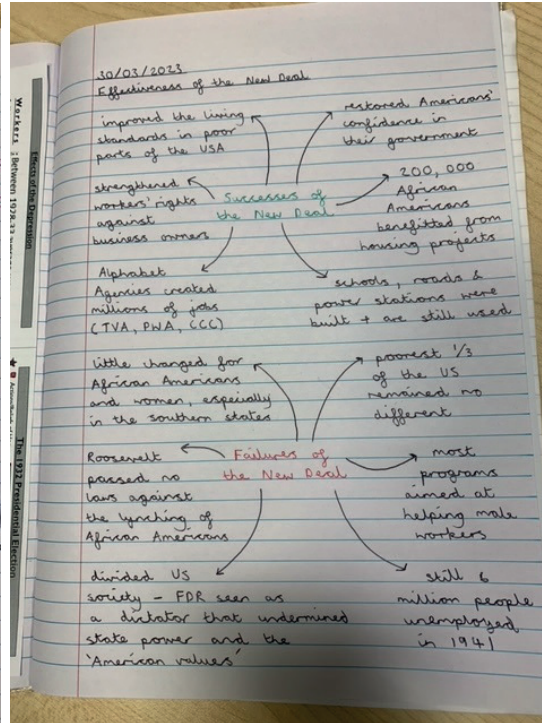 30/03/2023
Effectiveness of the New Deal
improved the living
standards in poor
parts of the USA
restored Americans'
confidence in
their government
strengthened
workers' rights
against
business owners
Successes of
the New Deal
200,000
African
Americans
benefitted from
housing projects
Alphabet
Agencies created
millions of jobs
(TVA, PWA, CCC)
schools, roads &
power stations were
built + are still used
little changed for
African Americans
and women, especially
in the southern states
poorest 1/3
of the US
remained no
different
Roosevelt
passed no
laws against
the lynching of
African Americans
Failures of
the New Deal
most
programs
aimed at
helping male
workers
divided US
society – FDR seen as
a dictator that undermined
state power and the
'American values'
still 6
million people
unemployed
in 1941
Effects of the Depression
Workers : Between 1928-33
The 1932 Presidential Election